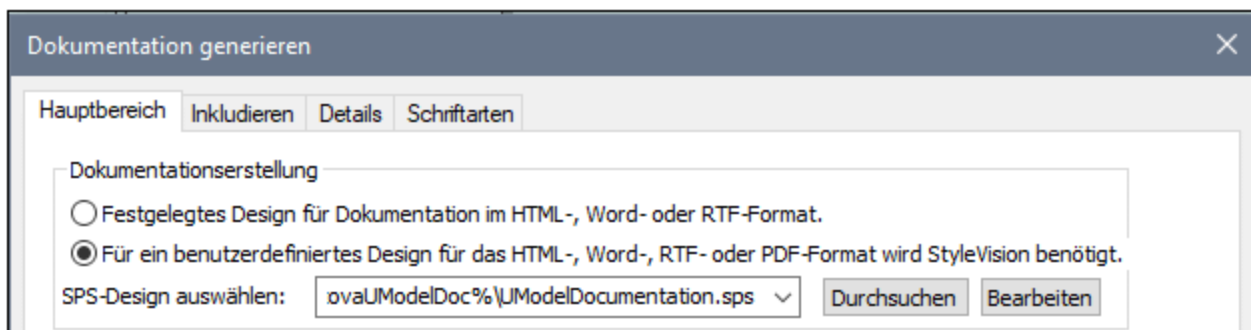 Dokumentation generieren
Hauptbereich Inkludieren Details Schriftarten
Dokumentationserstellung
Festgelegtes Design für Dokumentation im HTML-, Word- oder RTF-Format.
Für ein benutzerdefiniertes Design für das HTML-, Word-, RTF- oder PDF-Format wird StyleVision benötigt.
SPS-Design auswählen: ovaUModelDoc%\UModelDocumentation.sps Durchsuchen Bearbeiten